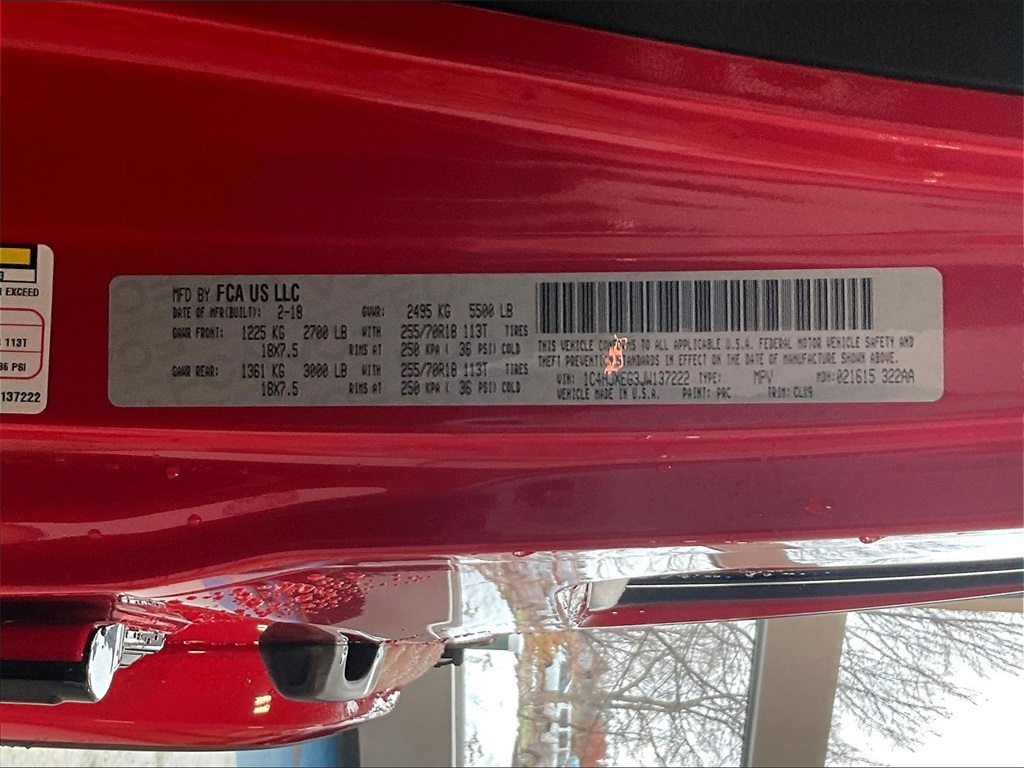 3
EXCEED
113T
36 PSI
137222
MFD BY FCA US LLC
DATE OF MFR(BUILT): 2-18 GVWR: 2495 KG 5500 LB
GAWR FRONT: 1225 KG 2700 LB WITH 255/70R18 113T TIRES
18X7.5 RIMS AT 250 KPA ( 36 PSI) COLD
GAWR REAR: 1361 KG 3000 LB WITH 255/70R18 113T TIRES
18X7.5 RIMS AT 250 KPA ( 36 PSI) COLD
THIS VEHICLE CONFORMS TO ALL APPLICABLE U.S.A. FEDERAL MOTOR VEHICLE SAFETY AND
THEFT PREVENTION STANDARDS IN EFFECT ON THE DATE OF MANUFACTURE SHOWN ABOVE.
VIN: 1C4HJXEG3JW137222 TYPE: MPV MDH: 021615 322AA
VEHICLE MADE IN U.S.A. PAINT: PRC TRIM: CLX9